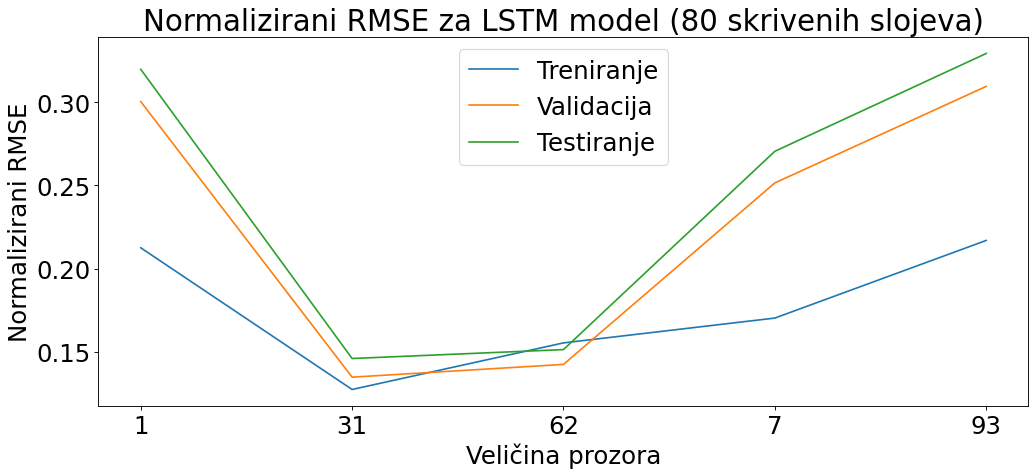 Normalizirani RMSE za LSTM model (80 skrivenih slojeva)
Treniranje
Validacija
Testiranje
Normalizirani RMSE
0.30
0.25
0.20
0.15
1 31 62 7 93
Veličina prozora